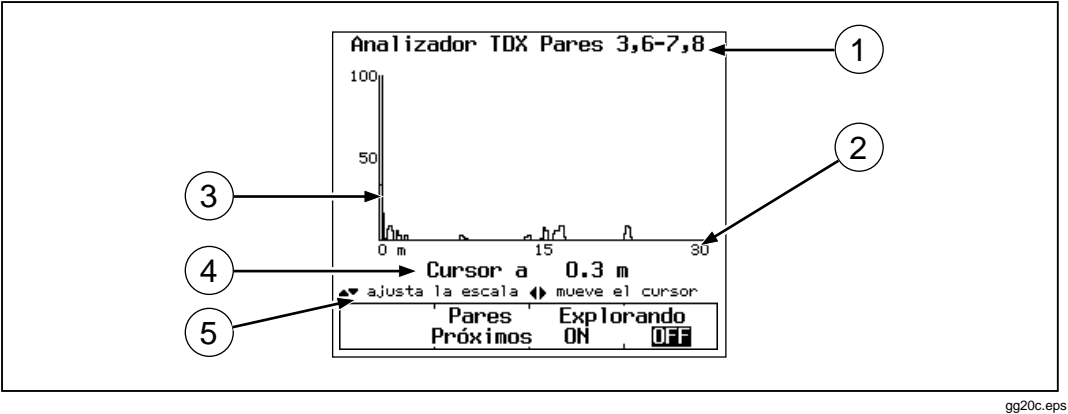 Analizador TDX Pares 3,6-7,8
1
100
50
2
3
0 m 15 30
4
Cursor a 0.3 m
▲▼ ajusta la escala ◀▶ mueve el cursor
5
Pares Explorando
Próximos ON OFF
gg20c.eps